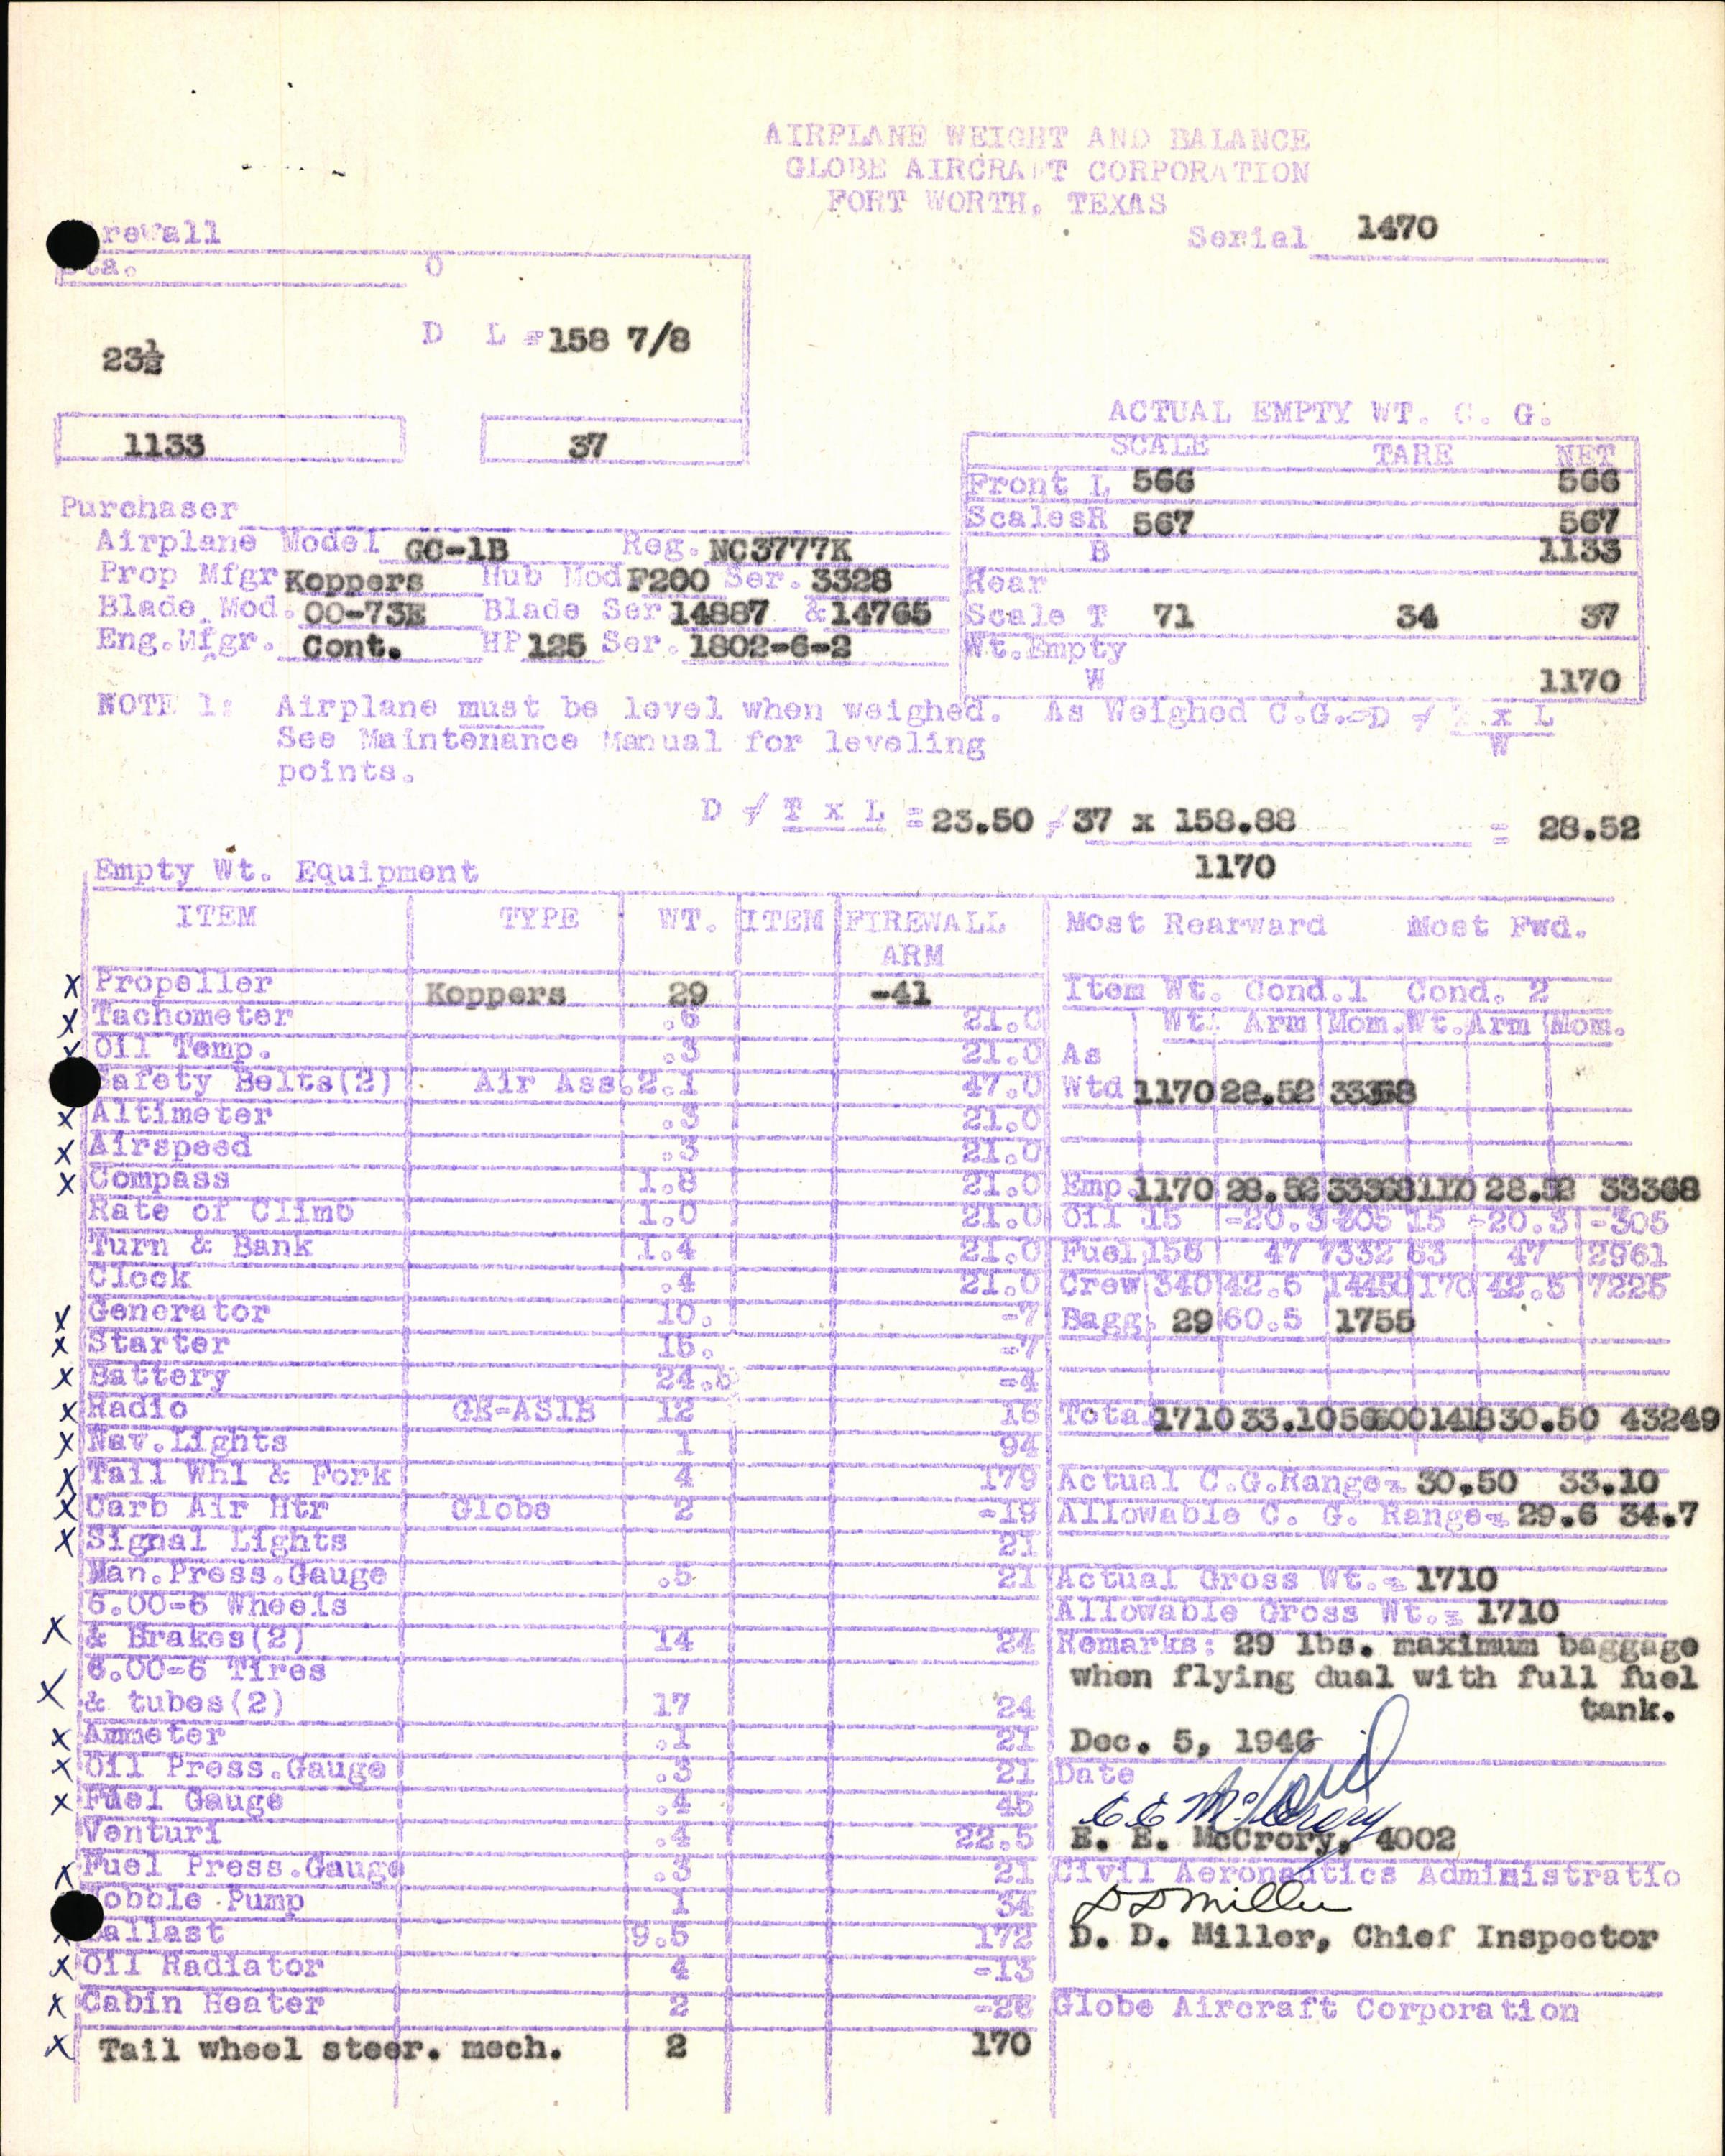 AIRPLANE WEIGHT AND BALANCE
GLOBE AIRCRAFT CORPORATION
FORT WORTH, TEXAS
Serial 1470
rewall
Sta. O
D L = 158 7/8
23½
1133 37
ACTUAL EMPTY WT. C. G.
SCALE TARE NET
Front L 566 566
Scales R 567 567
B 1133
Rear
Scale T 71 34 37
Wt. Empty
W 1170
Purchaser
Airplane Model GC-1B Reg. NC3777K
Prop Mfgr Koppers Hub Mod F200 Ser. 3328
Blade Mod. 00-73E Blade Ser 14887 & 14765
Eng.Mfgr. Cont. HP 125 Ser. 1802-6-2
NOTE 1: Airplane must be level when weighed. As Weighed C.G.=D / T x L
W
See Maintenance Manual for leveling
points.
D / T x L = 23.50 / 37 x 158.88 = 28.52
1170
Empty Wt. Equipment
ITEM TYPE WT. ITEM FIREWALL
ARM
x Propeller Koppers 29 -41
x Tachometer .6 21.0
x Oil Temp. .3 21.0
Safety Belts(2) Air Ass. 2.1 47.0
x Altimeter .3 21.0
x Airspeed .3 21.0
x Compass 1.8 21.0
Rate of Climb 1.0 21.0
Turn & Bank 1.4 21.0
Clock .4 21.0
x Generator 10. -7
x Starter 15. -7
x Battery 24.5 -4
x Radio GE-AS1B 12 16
x Nav.Lights 1 94
x Tail Whl & Fork 4 179
x Carb Air Htr Globe 2 -19
x Signal Lights 21
Man.Press.Gauge .5 21
6.00-6 Wheels
x & Brakes(2) 14 24
6.00-6 Tires
x & tubes(2) 17 24
x Ammeter .1 21
x Oil Press.Gauge .3 21
x Fuel Gauge .4 45
Venturi .4 22.5
x Fuel Press.Gauge .3 21
Wobble Pump 1 34
x Ballast 9.5 172
x Oil Radiator 4 -13
x Cabin Heater 2 -26
x Tail wheel steer. mech. 2 170
Most Rearward Most Fwd.
Item Wt. Cond.1 Cond. 2
Wt. Arm Mom. Wt. Arm Mom.
As
Wtd 1170 28.52 33368
Emp. 1170 28.52 33368 1170 28.52 33368
Oil 15 -20.3 -305 15 -20.3 -305
Fuel 156 47 7332 63 47 2961
Crew 340 42.5 14450 170 42.5 7225
Bagg. 29 60.5 1755
Total 1710 33.10 56600 1418 30.50 43249
Actual C.G.Range= 30.50 33.10
Allowable C. G. Range= 29.6 34.7
Actual Gross Wt.= 1710
Allowable Gross Wt.= 1710
Remarks: 29 lbs. maximum baggage
when flying dual with full fuel
tank.
Dec. 5, 1946
Date
E E McCrory
E. E. McCrory, 4002
Civil Aeronautics Administratio
D D Miller
D. D. Miller, Chief Inspector
Globe Aircraft Corporation